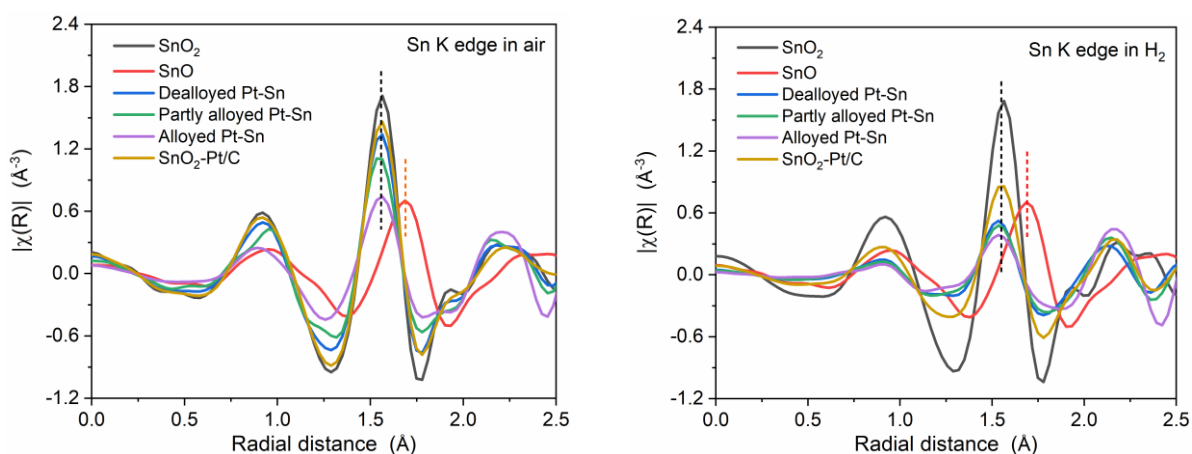 2.4
1.8
1.2
0.6
0.0
-0.6
-1.2
|χ(R)| (Å⁻³)
Sn K edge in air
SnO₂
SnO
Dealloyed Pt-Sn
Partly alloyed Pt-Sn
Alloyed Pt-Sn
SnO₂-Pt/C
0.0 0.5 1.0 1.5 2.0 2.5
Radial distance (Å)
2.4
1.8
1.2
0.6
0.0
-0.6
-1.2
|χ(R)| (Å⁻³)
Sn K edge in H₂
SnO₂
SnO
Dealloyed Pt-Sn
Partly alloyed Pt-Sn
Alloyed Pt-Sn
SnO₂-Pt/C
0.0 0.5 1.0 1.5 2.0 2.5
Radial distance (Å)